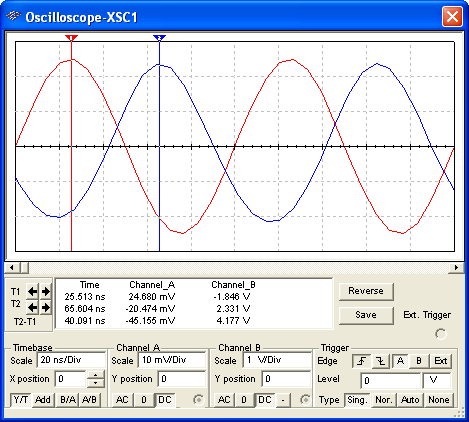 Oscilloscope-XSC1
1 2
Time Channel_A Channel_B
T1 25.513 ns 24.680 mV -1.846 V
T2 65.604 ns -20.474 mV 2.331 V
T2-T1 40.091 ns -45.155 mV 4.177 V
Reverse
Save
Ext. Trigger
Timebase
Scale 20 ns/Div
X position 0
Y/T Add B/A A/B
Channel A
Scale 10 mV/Div
Y position 0
AC 0 DC
Channel B
Scale 1 V/Div
Y position 0
AC 0 DC -
Trigger
Edge A B Ext
Level 0 V
Type Sing. Nor. Auto None